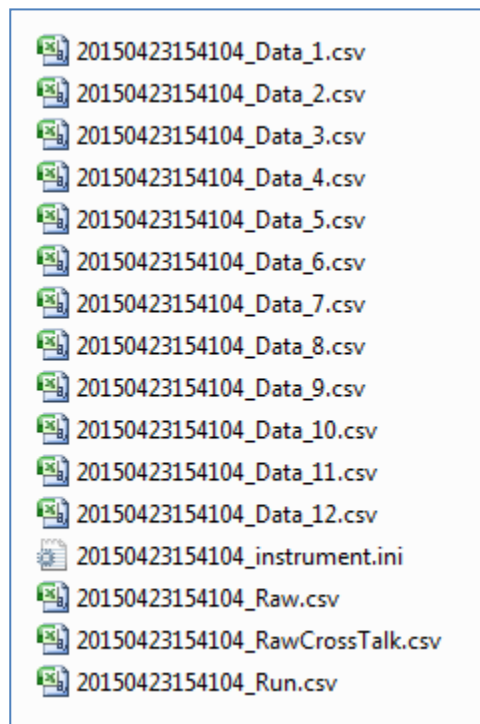 20150423154104_Data_1.csv
20150423154104_Data_2.csv
20150423154104_Data_3.csv
20150423154104_Data_4.csv
20150423154104_Data_5.csv
20150423154104_Data_6.csv
20150423154104_Data_7.csv
20150423154104_Data_8.csv
20150423154104_Data_9.csv
20150423154104_Data_10.csv
20150423154104_Data_11.csv
20150423154104_Data_12.csv
20150423154104_instrument.ini
20150423154104_Raw.csv
20150423154104_RawCrossTalk.csv
20150423154104_Run.csv